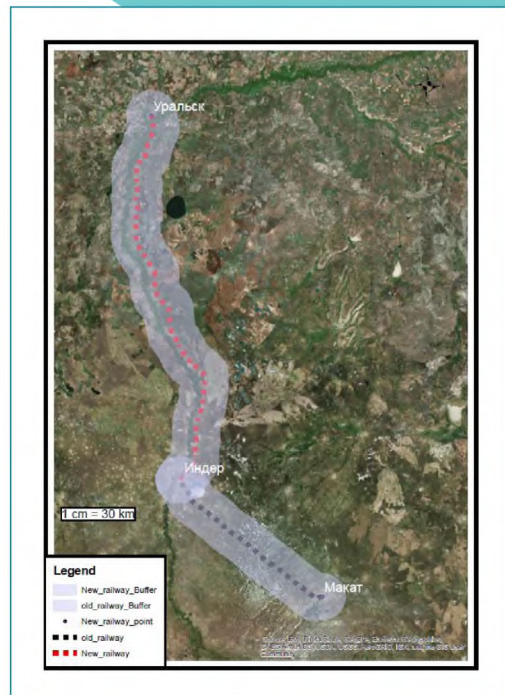 Уральск
Индер
1 cm = 30 km
Макат
Legend
New_railway_Buffer
old_railway_Buffer
New_railway_point
old_railway
New_railway